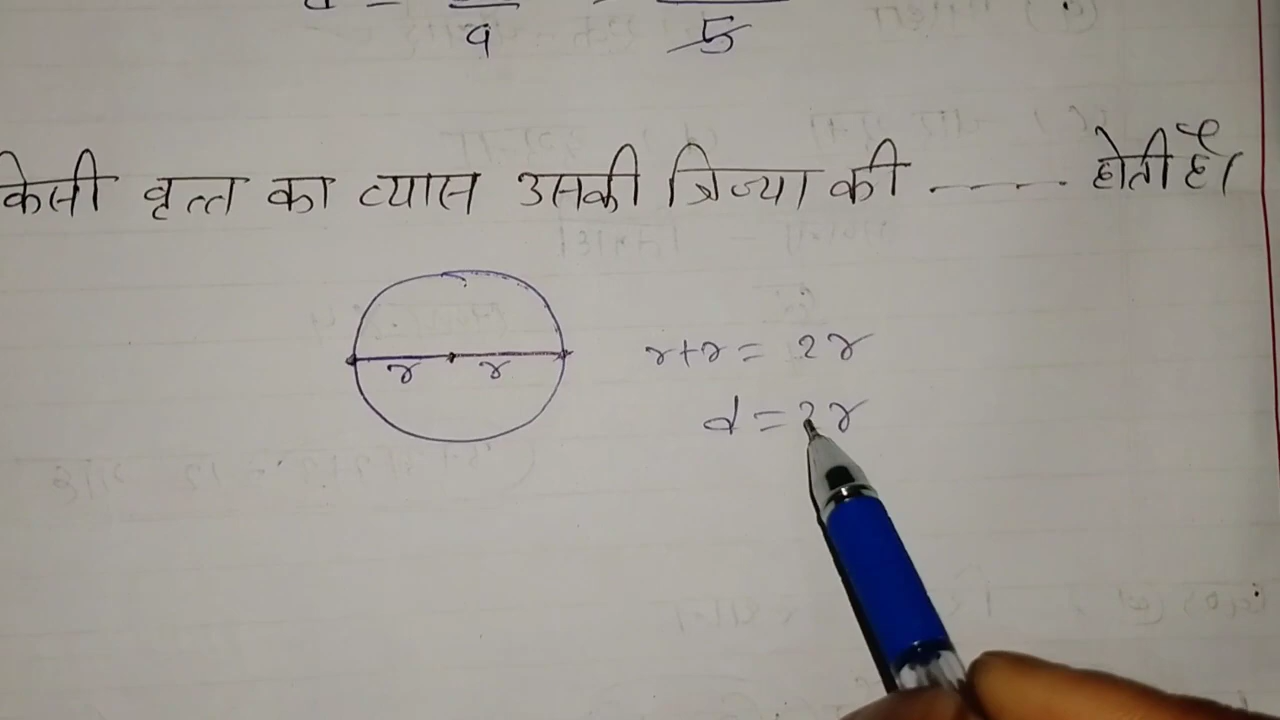 9 5
केसी वृत्त का व्यास उसकी त्रिज्या की ........ होती है।
r r
r+r = 2r
d = 2r